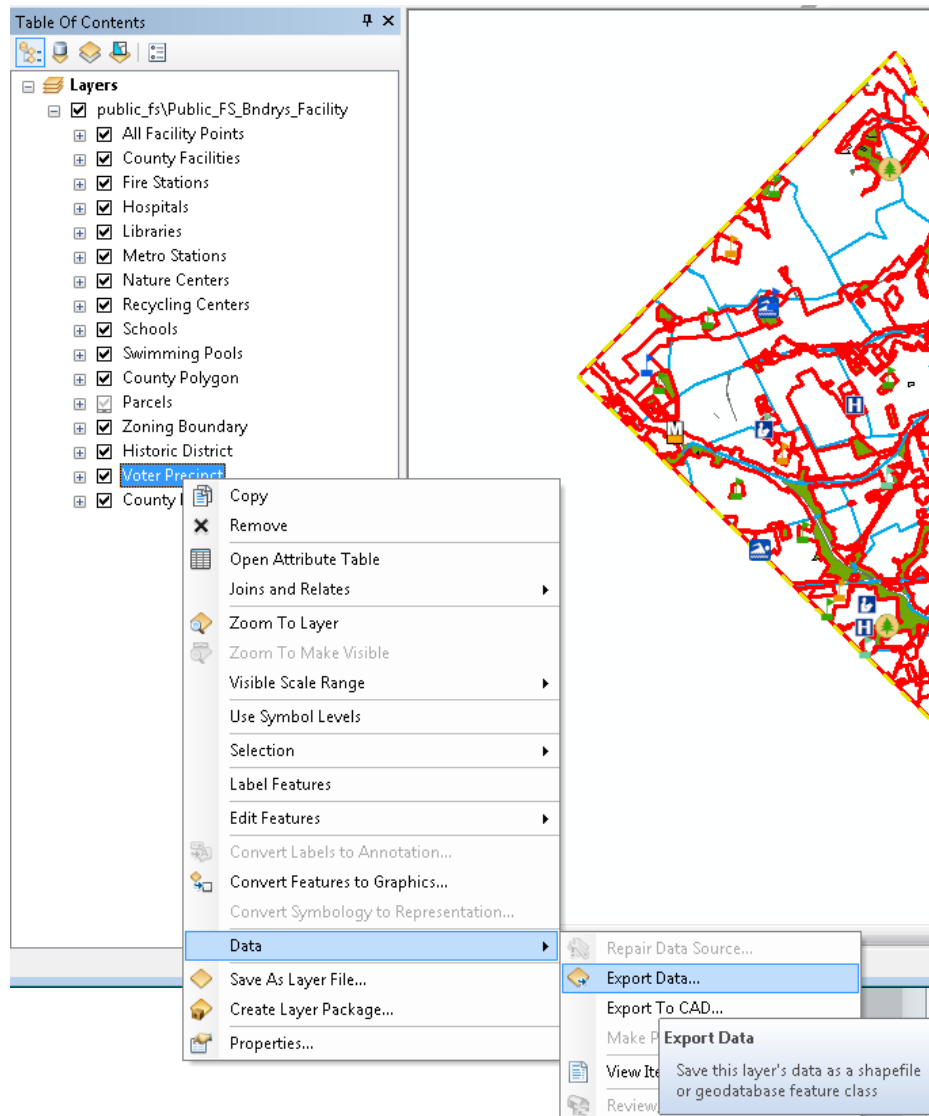 Table Of Contents
Layers
public_fs\Public_FS_Bndrys_Facility
All Facility Points
County Facilities
Fire Stations
Hospitals
Libraries
Metro Stations
Nature Centers
Recycling Centers
Schools
Swimming Pools
County Polygon
Parcels
Zoning Boundary
Historic District
Voter Precinct
County
Copy
Remove
Open Attribute Table
Joins and Relates
Zoom To Layer
Zoom To Make Visible
Visible Scale Range
Use Symbol Levels
Selection
Label Features
Edit Features
Convert Labels to Annotation...
Convert Features to Graphics...
Convert Symbology to Representation...
Data
Save As Layer File...
Create Layer Package...
Properties...
Repair Data Source...
Export Data...
Export To CAD...
Make
Export Data
View
Save this layer's data as a shapefile
or geodatabase feature class
Review
M
H
H